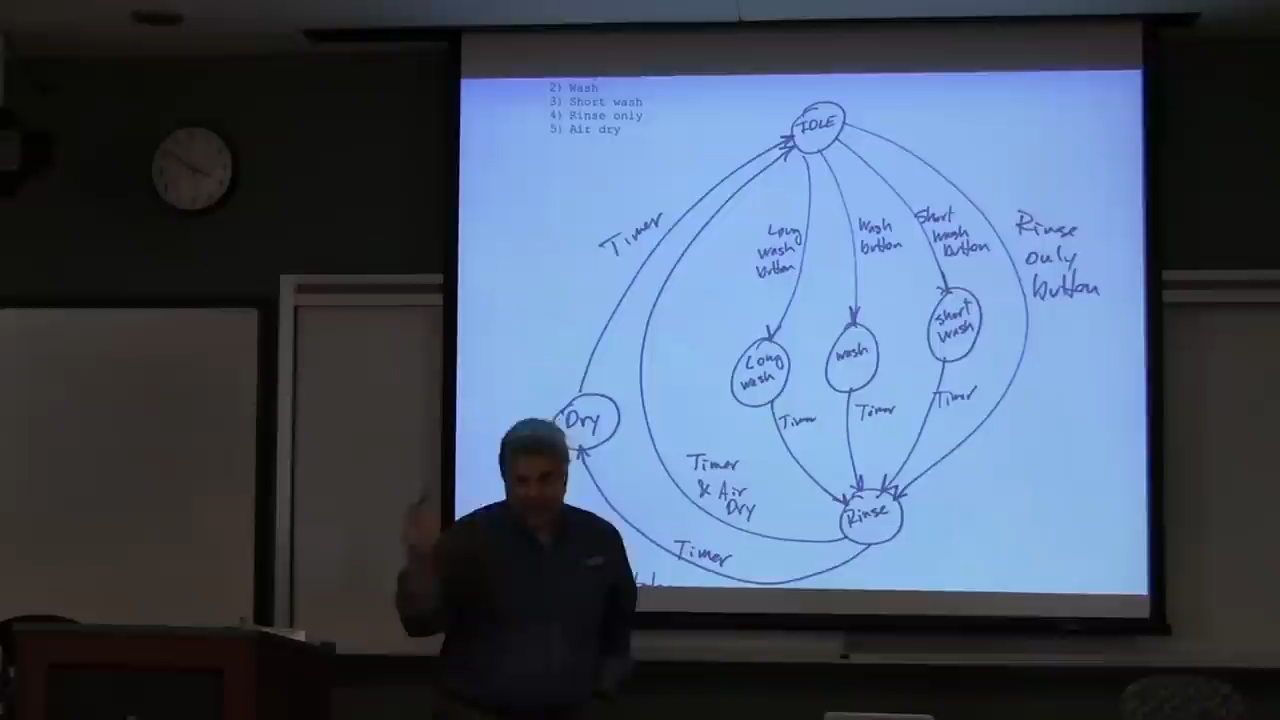 2) Wash
3) Short wash
4) Rinse only
5) Air dry
IDLE
Timer
Long
wash
button
Wash
button
Short
wash
button
Rinse
only
button
Long
wash
wash
short
wash
Dry
Timer
Timer
Timer
Timer
& Air
Dry
Rinse
Timer